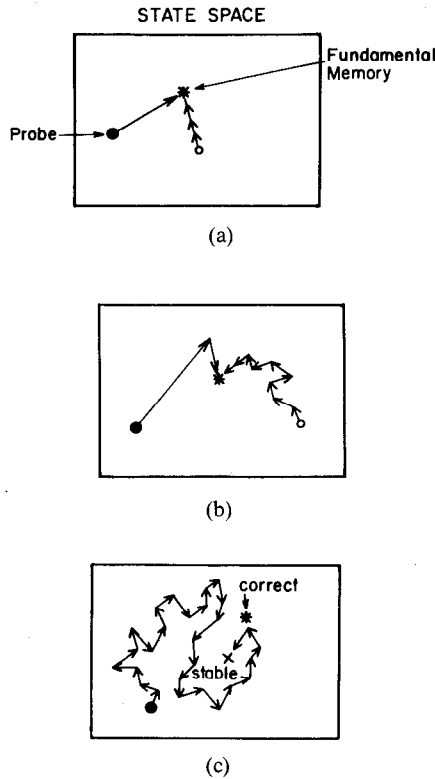 STATE SPACE
Fundamental
Memory
Probe
(a)
(b)
correct
stable
(c)